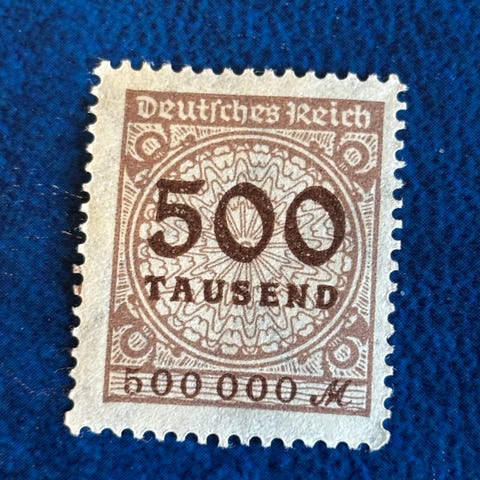 Deutsches Reich
500
TAUSEND
500 000 M